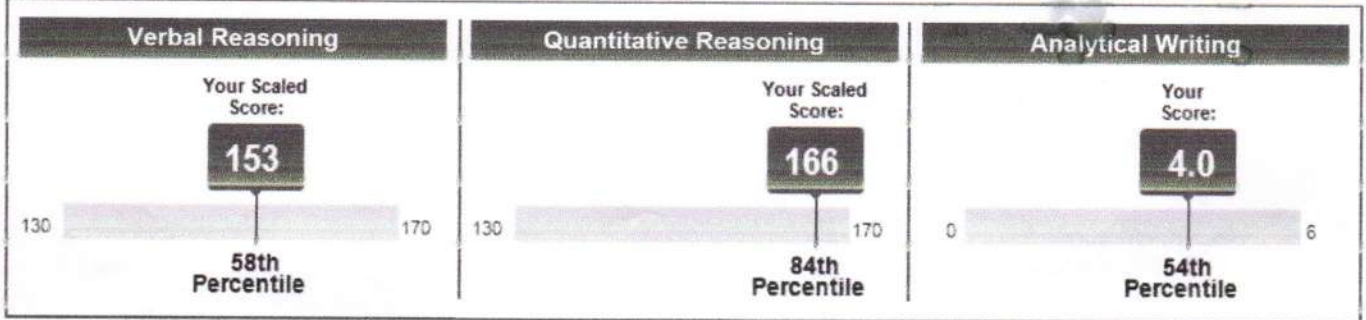 Verbal Reasoning
Your Scaled
Score:
153
130
170
58th
Percentile
Quantitative Reasoning
Your Scaled
Score:
166
130
170
84th
Percentile
Analytical Writing
Your
Score:
4.0
0
6
54th
Percentile